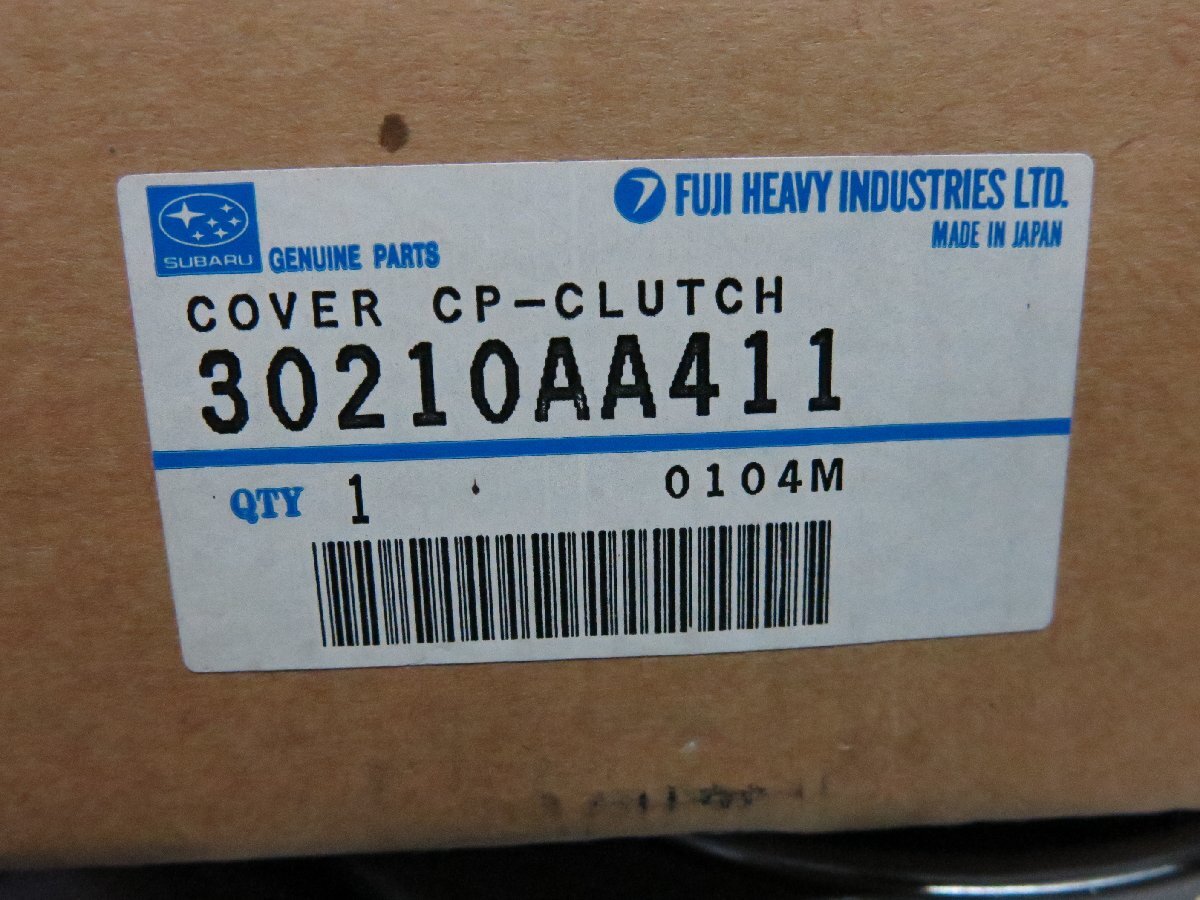 SUBARU
GENUINE PARTS
FUJI HEAVY INDUSTRIES LTD.
MADE IN JAPAN
COVER CP-CLUTCH
30210AA411
QTY 1 0104M